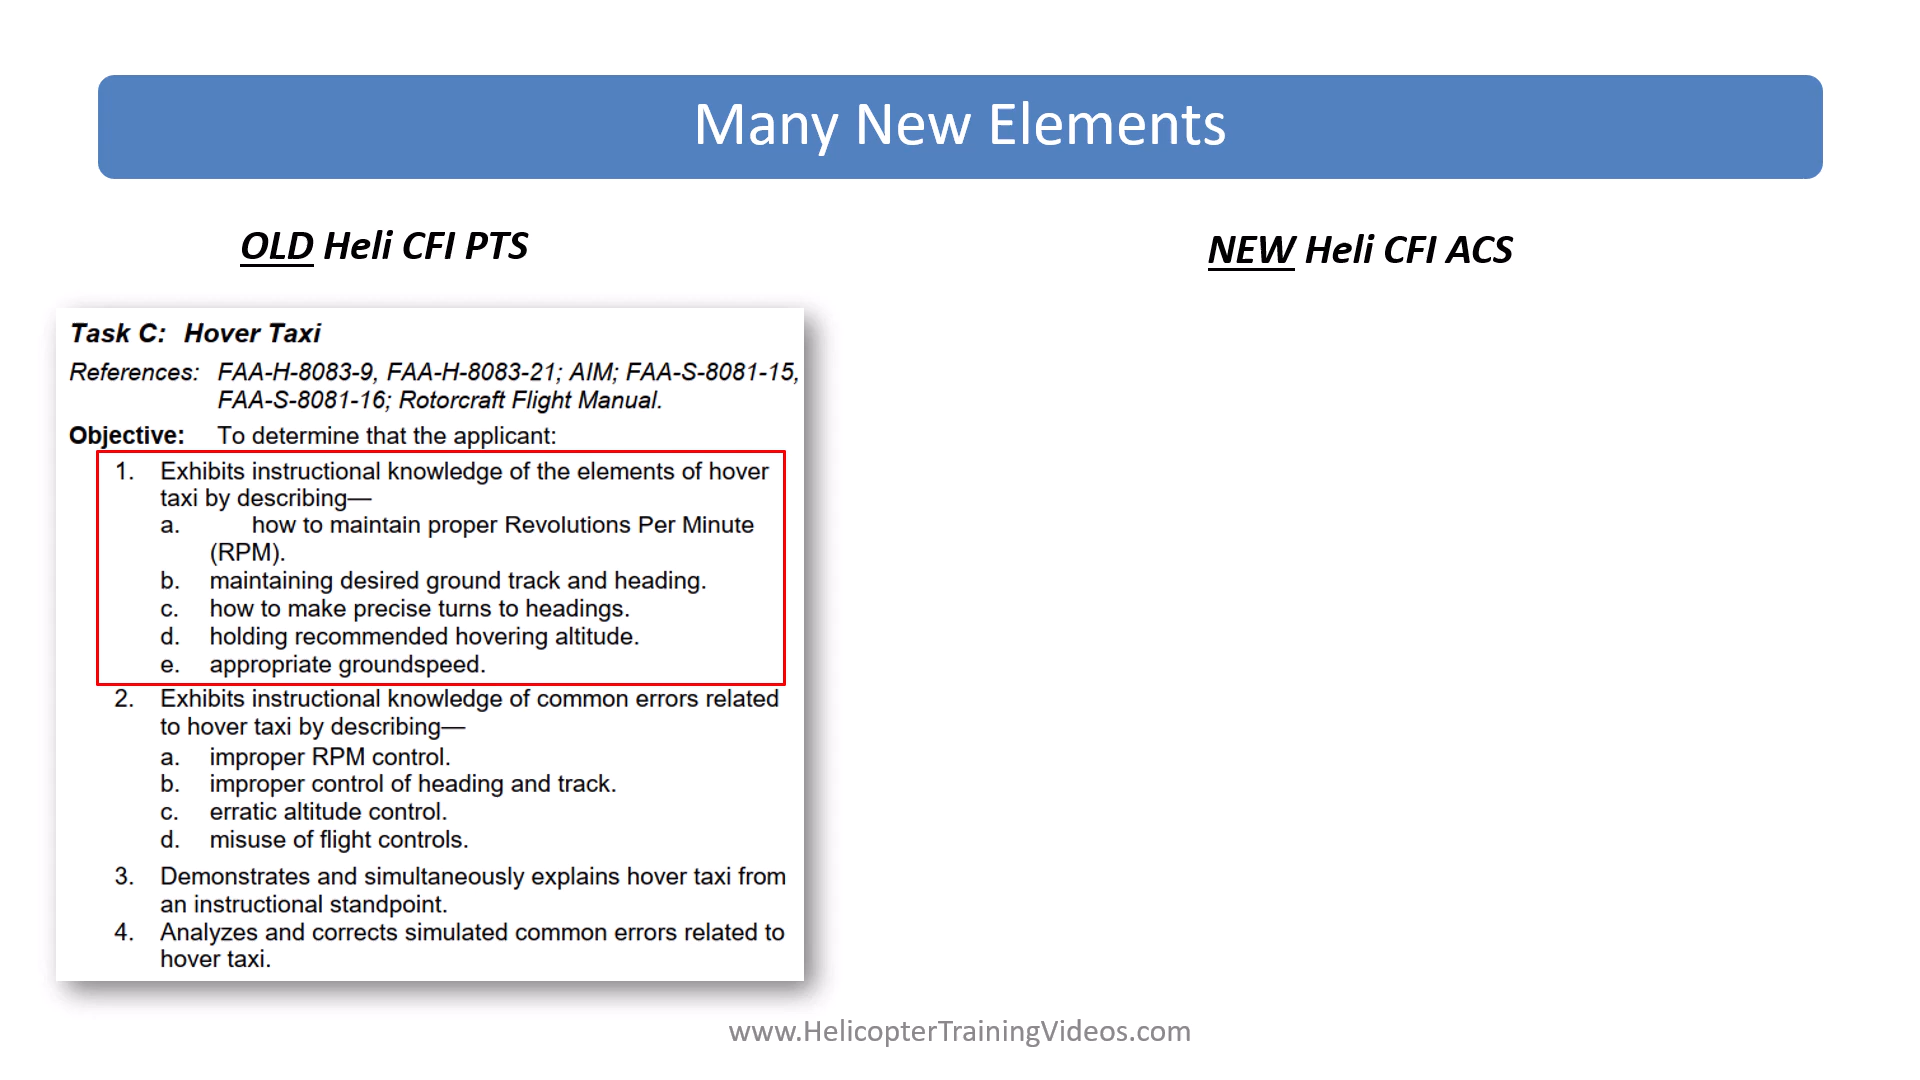 Many New Elements
OLD Heli CFI PTS
NEW Heli CFI ACS
Task C: Hover Taxi
References: FAA-H-8083-9, FAA-H-8083-21; AIM; FAA-S-8081-15,
FAA-S-8081-16; Rotorcraft Flight Manual.
Objective: To determine that the applicant:
1. Exhibits instructional knowledge of the elements of hover
taxi by describing—
a. how to maintain proper Revolutions Per Minute
(RPM).
b. maintaining desired ground track and heading.
c. how to make precise turns to headings.
d. holding recommended hovering altitude.
e. appropriate groundspeed.
2. Exhibits instructional knowledge of common errors related
to hover taxi by describing—
a. improper RPM control.
b. improper control of heading and track.
c. erratic altitude control.
d. misuse of flight controls.
3. Demonstrates and simultaneously explains hover taxi from
an instructional standpoint.
4. Analyzes and corrects simulated common errors related to
hover taxi.
www.HelicopterTrainingVideos.com